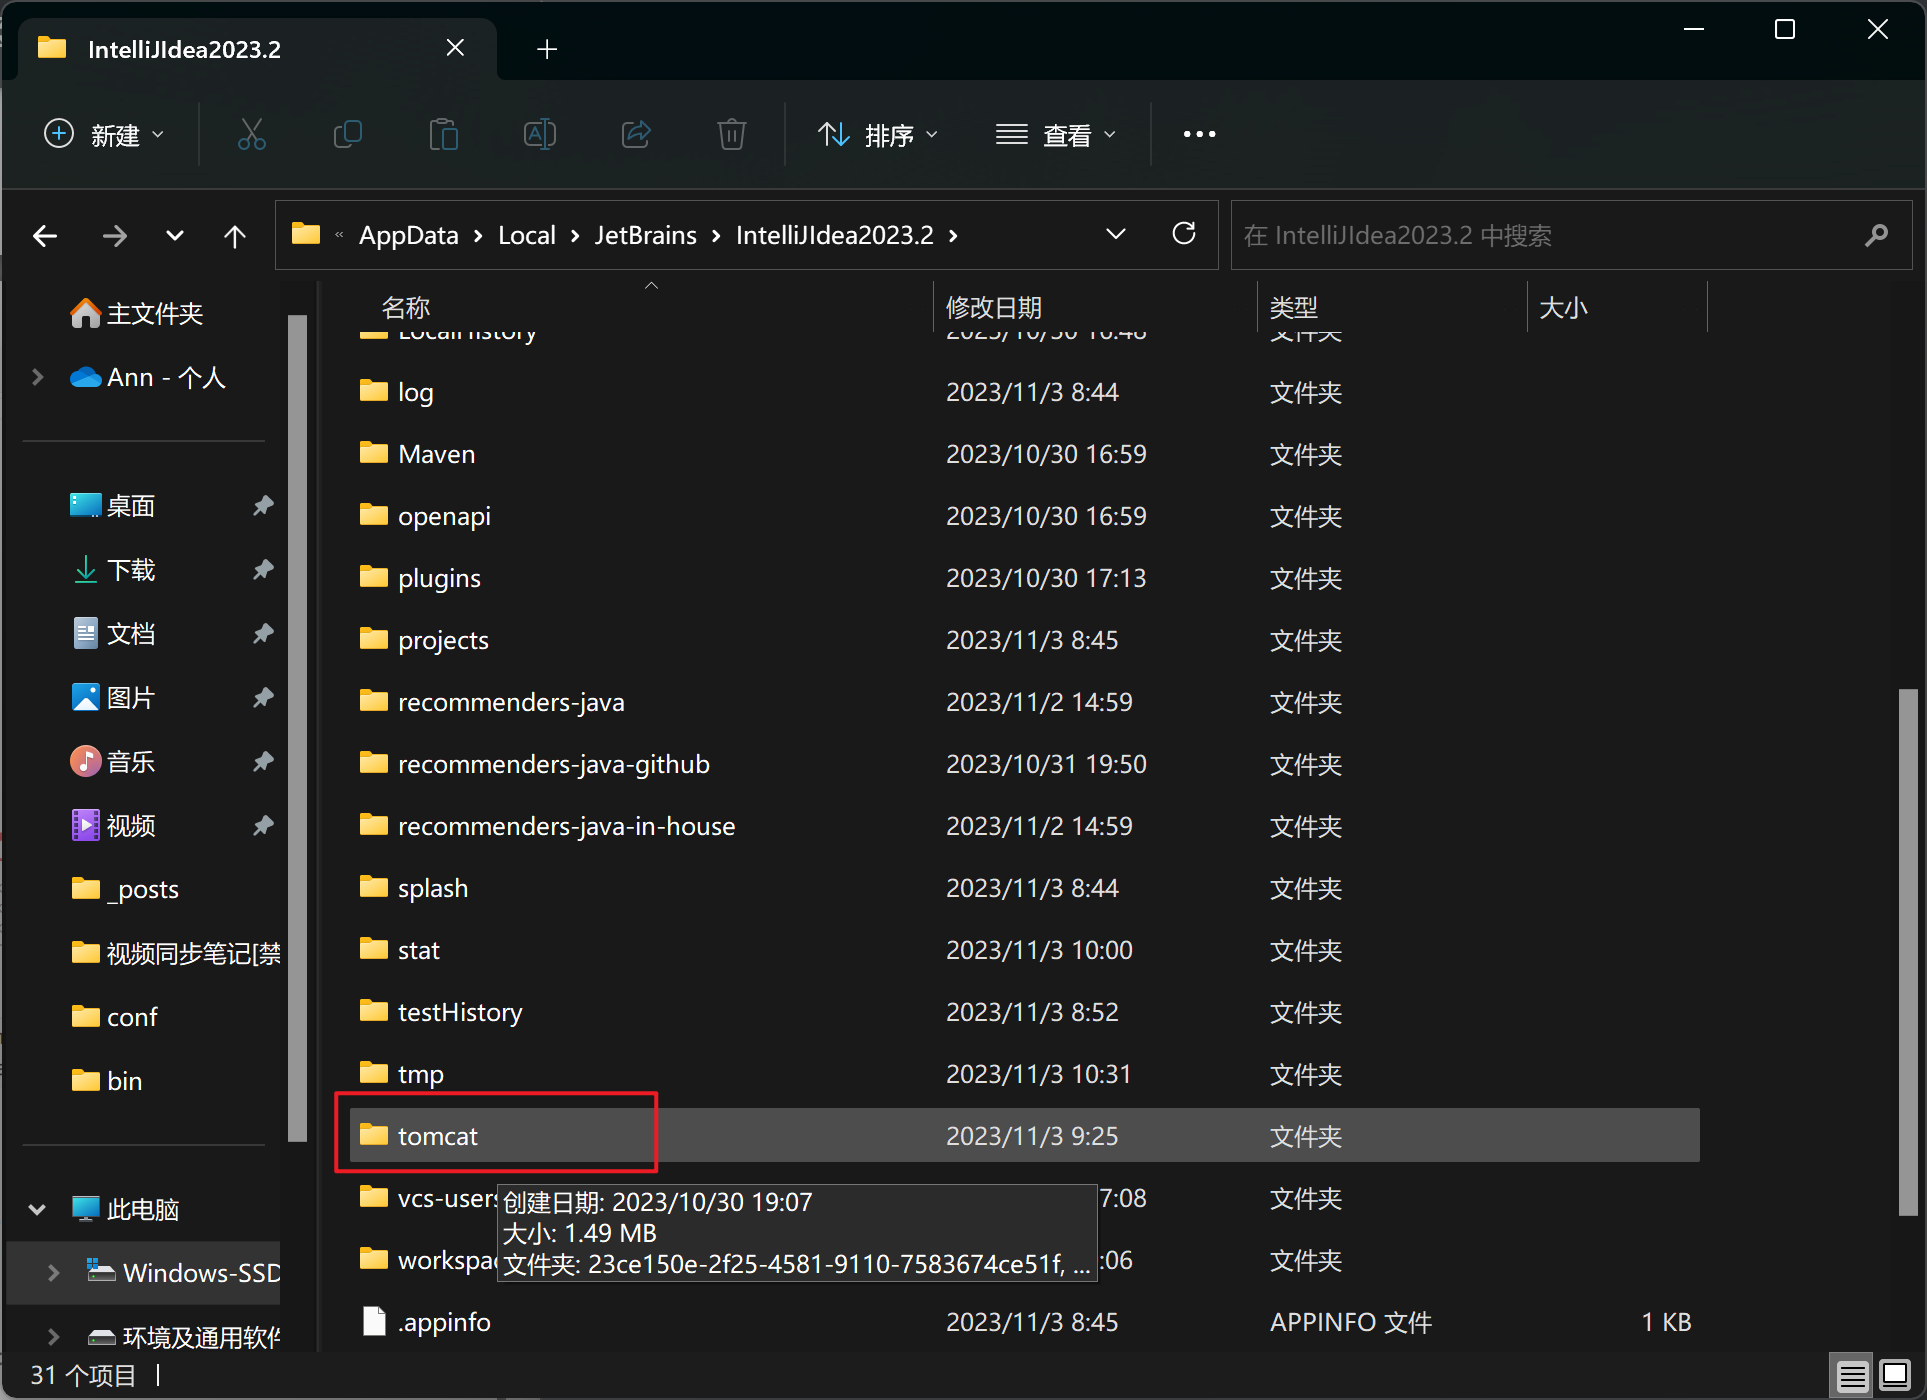 IntelliJIdea2023.2
新建
排序
查看
« AppData > Local > JetBrains > IntelliJIdea2023.2 >
在 IntelliJIdea2023.2 中搜索
主文件夹
Ann - 个人
桌面
下载
文档
图片
音乐
视频
_posts
视频同步笔记[禁
conf
bin
此电脑
Windows-SSD
环境及通用软件
名称 修改日期 类型 大小
LocalHistory 2023/10/30 16:48 文件夹
log 2023/11/3 8:44 文件夹
Maven 2023/10/30 16:59 文件夹
openapi 2023/10/30 16:59 文件夹
plugins 2023/10/30 17:13 文件夹
projects 2023/11/3 8:45 文件夹
recommenders-java 2023/11/2 14:59 文件夹
recommenders-java-github 2023/10/31 19:50 文件夹
recommenders-java-in-house 2023/11/2 14:59 文件夹
splash 2023/11/3 8:44 文件夹
stat 2023/11/3 10:00 文件夹
testHistory 2023/11/3 8:52 文件夹
tmp 2023/11/3 10:31 文件夹
tomcat 2023/11/3 9:25 文件夹
vcs-users 7:08 文件夹
workspac :06 文件夹
创建日期: 2023/10/30 19:07
大小: 1.49 MB
文件夹: 23ce150e-2f25-4581-9110-7583674ce51f, ...
.appinfo 2023/11/3 8:45 APPINFO 文件 1 KB
31 个项目